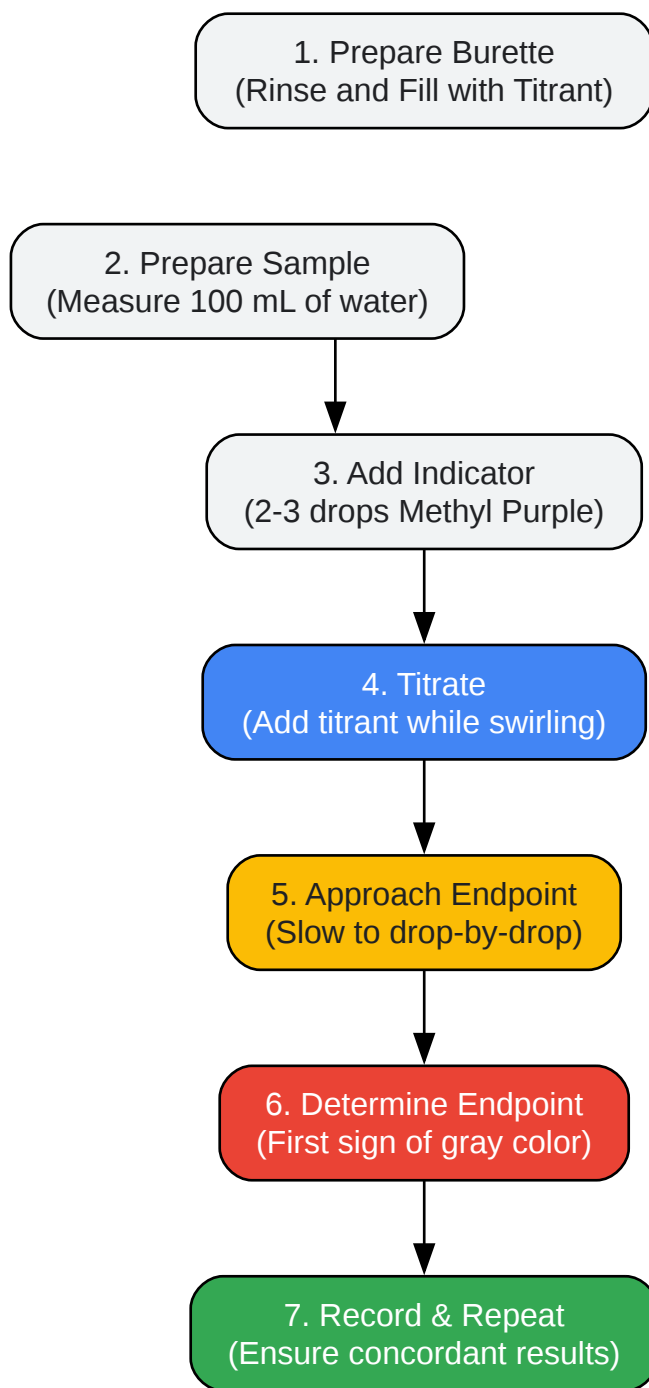 1. Prepare Burette
(Rinse and Fill with Titrant)
2. Prepare Sample
(Measure 100 mL of water)
3. Add Indicator
(2-3 drops Methyl Purple)
4. Titrate
(Add titrant while swirling)
5. Approach Endpoint
(Slow to drop-by-drop)
6. Determine Endpoint
(First sign of gray color)
7. Record & Repeat
(Ensure concordant results)